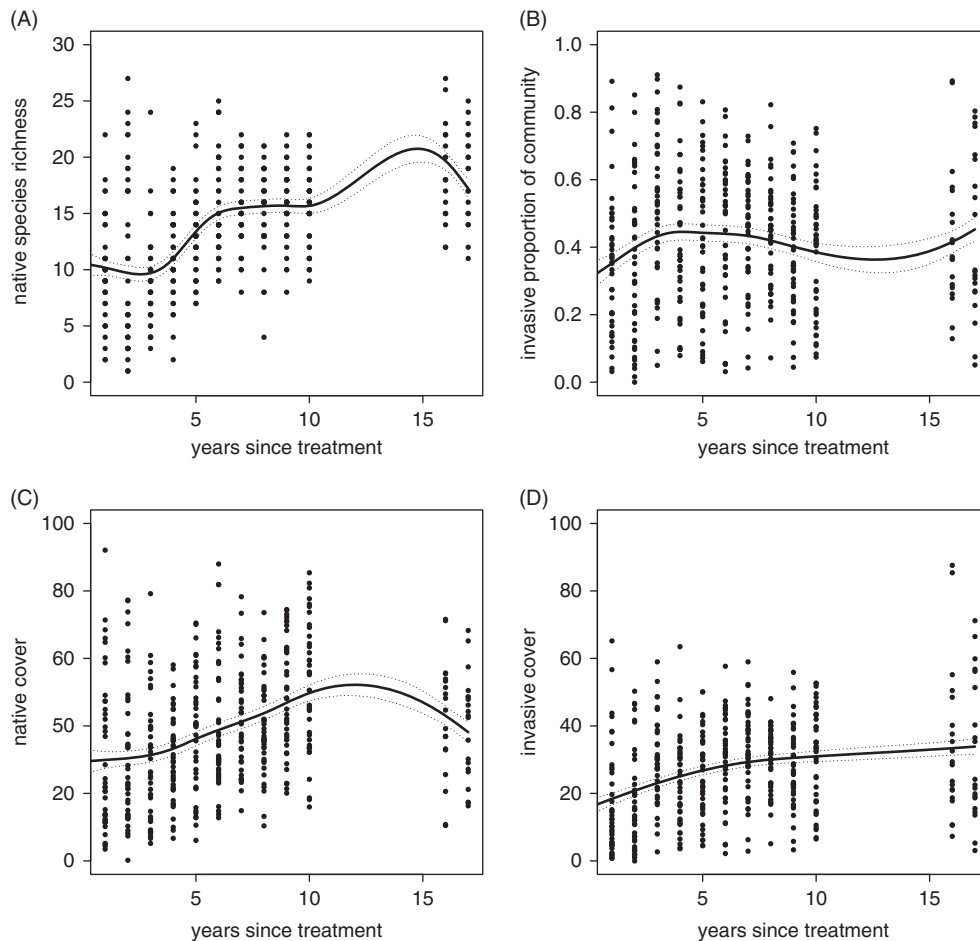 (A)
native species richness
30
25
20
15
10
5
0
5 10 15
years since treatment
(B)
invasive proportion of community
1.0
0.8
0.6
0.4
0.2
0.0
5 10 15
years since treatment
(C)
native cover
100
80
60
50
20
0
5 10 15
years since treatment
(D)
invasive cover
100
80
60
40
20
0
5 10 15
years since treatment